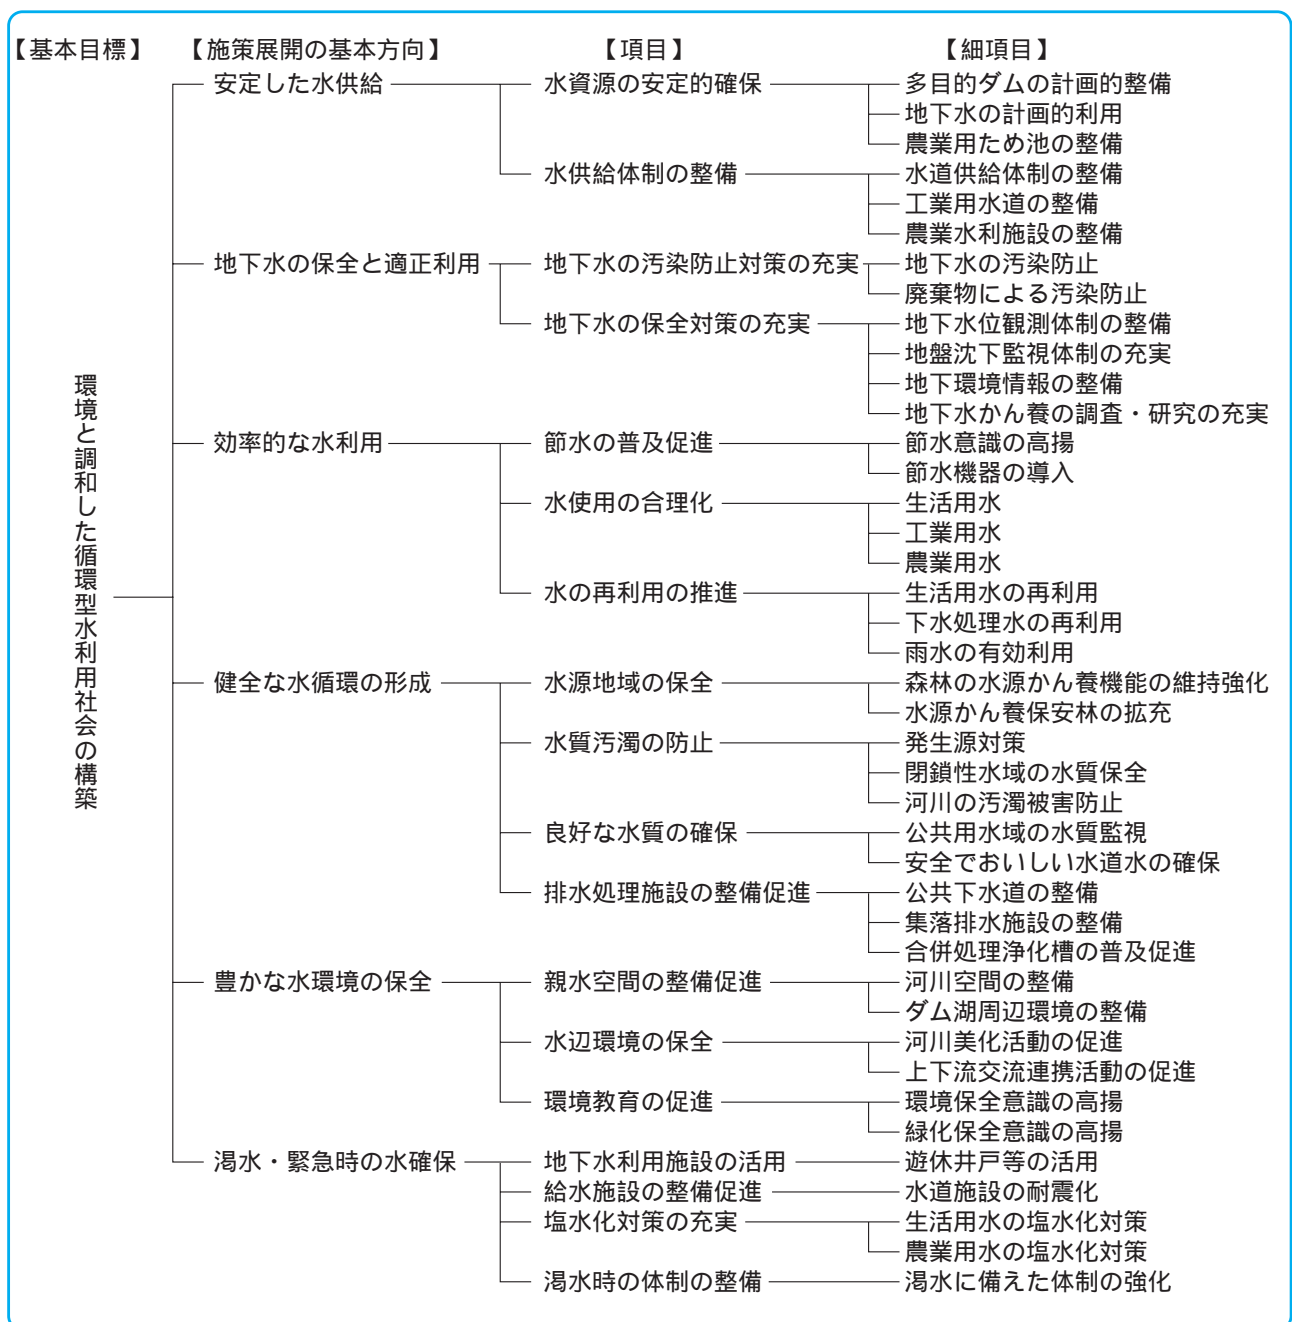 【基本目標】 【施策展開の基本方向】 【項目】 【細項目】
安定した水供給 水資源の安定的確保 多目的ダムの計画的整備
地下水の計画的利用
農業用ため池の整備
水供給体制の整備 水道供給体制の整備
工業用水道の整備
農業水利施設の整備
地下水の保全と適正利用 地下水の汚染防止対策の充実 地下水の汚染防止
廃棄物による汚染防止
地下水の保全対策の充実 地下水位観測体制の整備
地盤沈下監視体制の充実
地下環境情報の整備
地下水かん養の調査・研究の充実
環境と調和した循環型水利用社会の構築
効率的な水利用 節水の普及促進 節水意識の高揚
節水機器の導入
水使用の合理化 生活用水
工業用水
農業用水
水の再利用の推進 生活用水の再利用
下水処理水の再利用
雨水の有効利用
健全な水循環の形成 水源地域の保全 森林の水源かん養機能の維持強化
水源かん養保安林の拡充
水質汚濁の防止 発生源対策
閉鎖性水域の水質保全
河川の汚濁被害防止
良好な水質の確保 公共用水域の水質監視
安全でおいしい水道水の確保
排水処理施設の整備促進 公共下水道の整備
集落排水施設の整備
合併処理浄化槽の普及促進
豊かな水環境の保全 親水空間の整備促進 河川空間の整備
ダム湖周辺環境の整備
水辺環境の保全 河川美化活動の促進
上下流交流連携活動の促進
環境教育の促進 環境保全意識の高揚
緑化保全意識の高揚
渇水・緊急時の水確保 地下水利用施設の活用 遊休井戸等の活用
給水施設の整備促進 水道施設の耐震化
塩水化対策の充実 生活用水の塩水化対策
農業用水の塩水化対策
渇水時の体制の整備 渇水に備えた体制の強化